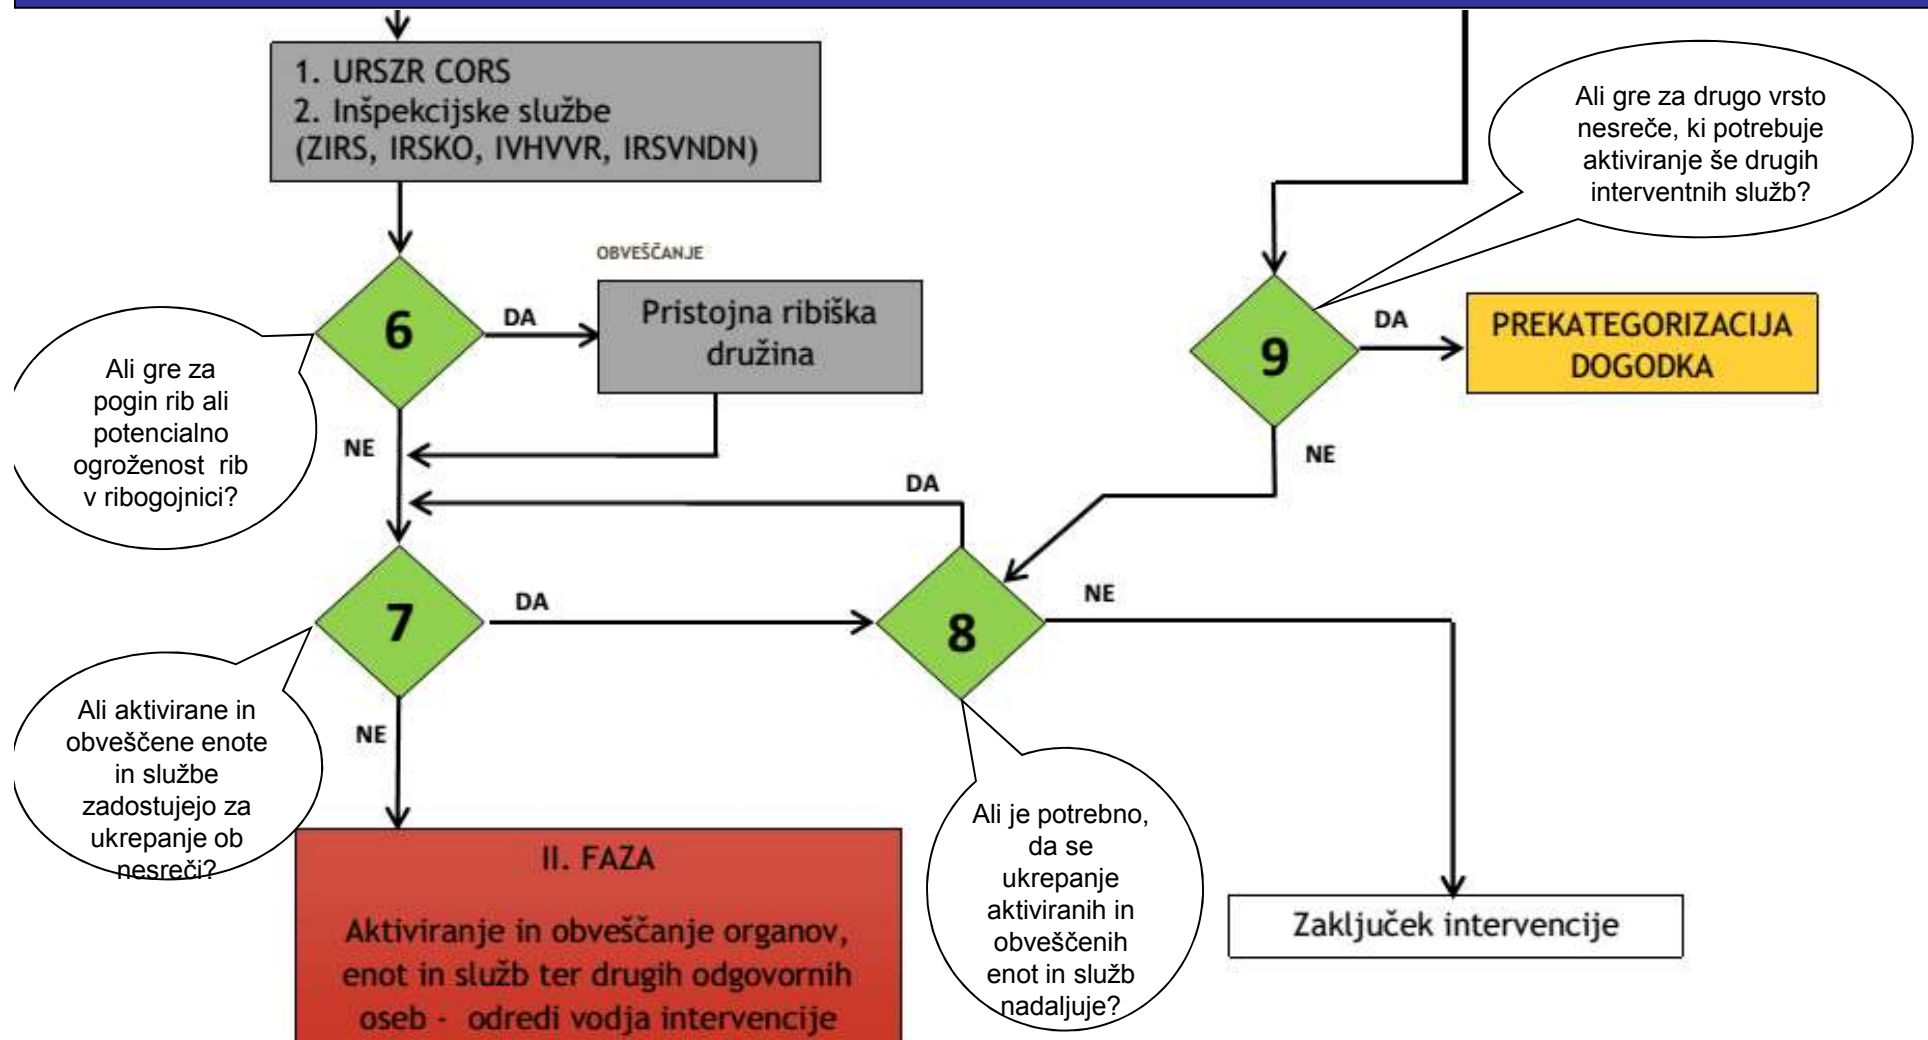 1. URSZR CORS
2. Inšpekcijske službe
(ZIRS, IRSKO, IVHVVR, IRSVNDN)
Ali gre za drugo vrsto
nesreče, ki potrebuje
aktiviranje še drugih
interventnih služb?
OBVEŠČANJE
6
DA
Pristojna ribiška
družina
9
DA
PREKATEGORIZACIJA
DOGODKA
Ali gre za
pogin rib ali
potencialno
ogroženost rib
v ribogojnici?
NE
NE
DA
7
DA
8
NE
Ali aktivirane in
obveščene enote
in službe
zadostujejo za
ukrepanje ob
nesreči?
NE
Ali je potrebno,
da se
ukrepanje
aktiviranih in
obveščenih
enot in služb
nadaljuje?
II. FAZA
Aktiviranje in obveščanje organov,
enot in služb ter drugih odgovornih
oseb - odredi vodja intervencije
Zaključek intervencije